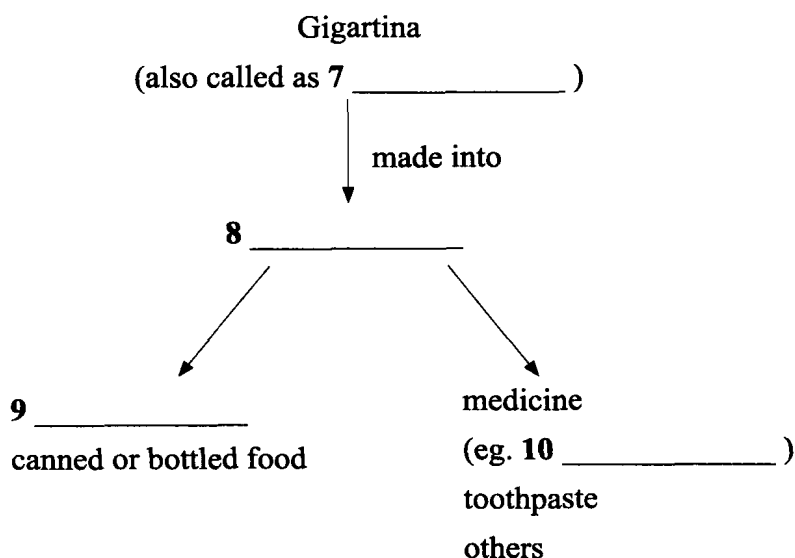 Gigartina
(also called as 7 ____________ )
made into
8 ____________
9 ____________
canned or bottled food
medicine
(eg. 10 ____________ )
toothpaste
others